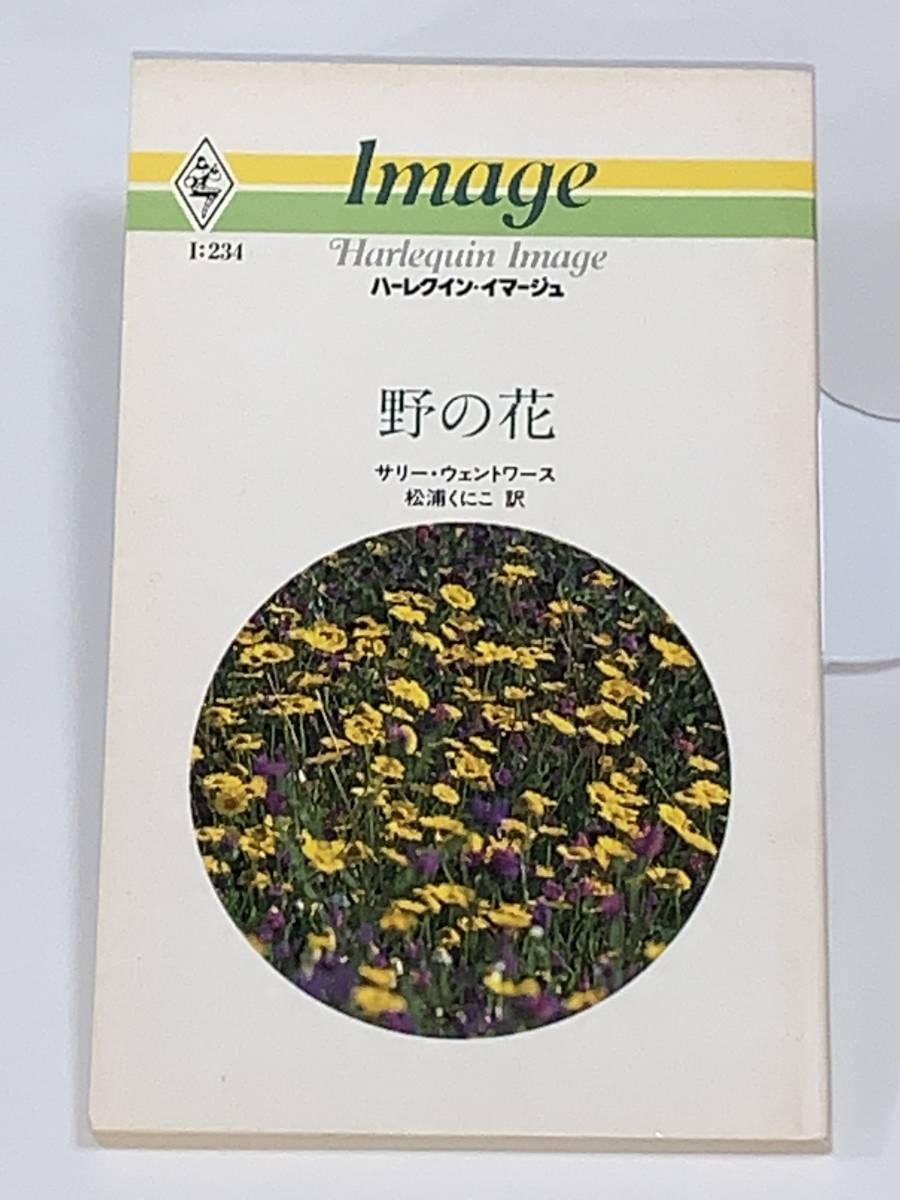 Image
I:234
Harlequin Image
ハーレクイン・イマージュ
野の花
サリー・ウェントワース
松浦くにこ 訳